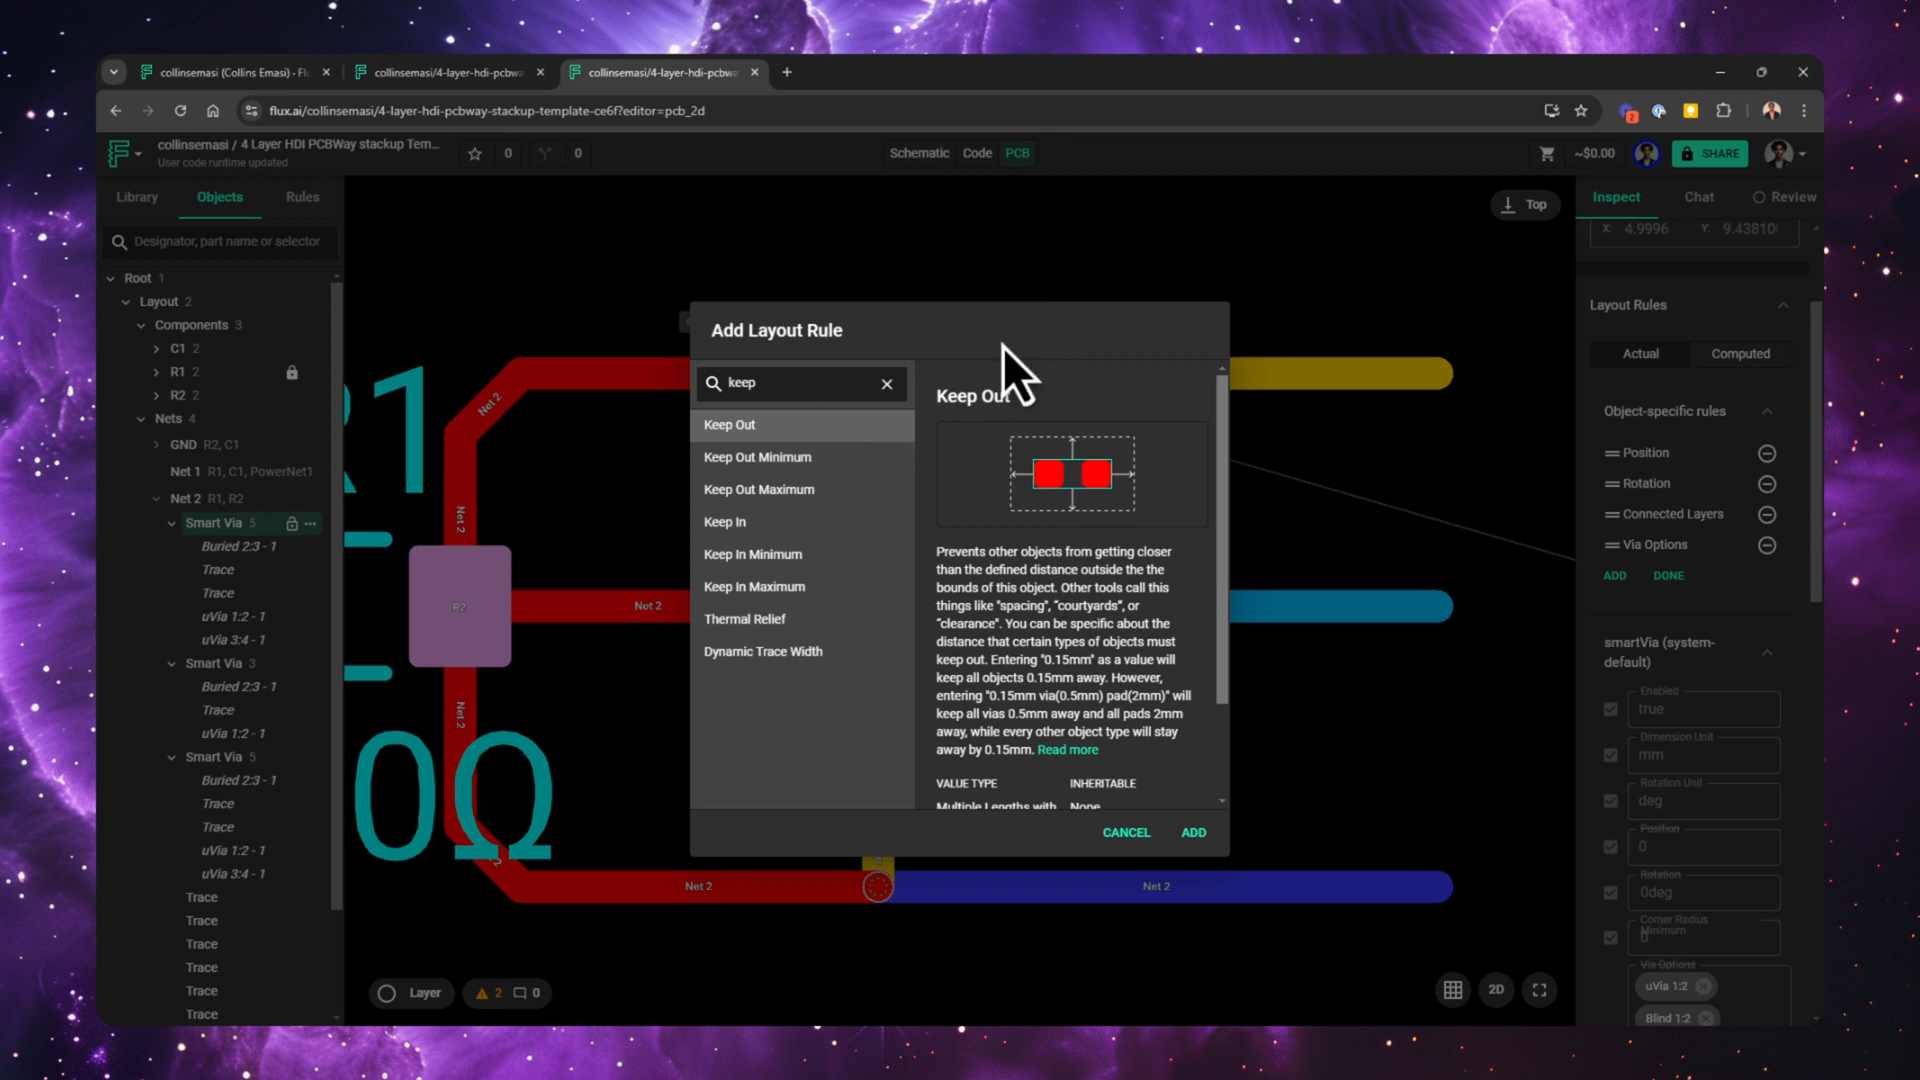 collinsemasi (Collins Emasi) · Fl
collinsemasi/4-layer-hdi-pcbwa
collinsemasi/4-layer-hdi-pcbwa
flux.ai/collinsemasi/4-layer-hdi-pcbway-stackup-template-ce6f?editor=pcb_2d
2
collinsemasi / 4 Layer HDI PCBWay stackup Tem...
User code runtime updated
0
0
Schematic Code PCB
~$0.00
SHARE
Library Objects Rules
Designator, part name or selector
Root 1
Layout 2
Components 3
C1 2
R1 2
R2 2
Nets 4
GND R2, C1
Net 1 R1, C1, PowerNet1
Net 2 R1, R2
Smart Via 5
Buried 2:3 - 1
Trace
Trace
uVia 1:2 - 1
uVia 3:4 - 1
Smart Via 3
Buried 2:3 - 1
Trace
uVia 1:2 - 1
Smart Via 5
Buried 2:3 - 1
Trace
Trace
uVia 1:2 - 1
uVia 3:4 - 1
Trace
Trace
Trace
Trace
Trace
Trace
Top
R1
Net 2
Net 2
R2
Net 2
Net 2
0Ω
Net 2
Net 2
Layer
2
0
2D
Add Layout Rule
keep
Keep Out
Keep Out Minimum
Keep Out Maximum
Keep In
Keep In Minimum
Keep In Maximum
Thermal Relief
Dynamic Trace Width
Keep Out
Prevents other objects from getting closer
than the defined distance outside the the
bounds of this object. Other tools call this
things like "spacing", "courtyards", or
"clearance". You can be specific about the
distance that certain types of objects must
keep out. Entering "0.15mm" as a value will
keep all objects 0.15mm away. However,
entering "0.15mm via(0.5mm) pad(2mm)" will
keep all vias 0.5mm away and all pads 2mm
away, while every other object type will stay
away by 0.15mm. Read more
VALUE TYPE INHERITABLE
Multiple Lengths with None
CANCEL ADD
Inspect Chat Review
X: 4.9996 Y: 9.43810
Layout Rules
Actual Computed
Object-specific rules
Position
Rotation
Connected Layers
Via Options
ADD DONE
smartVia (system-
default)
Enabled
true
Dimension Unit
mm
Rotation Unit
deg
Position
0
Rotation
0deg
Corner Radius
Minimum
0
Via Options
uVia 1:2
Blind 1:2